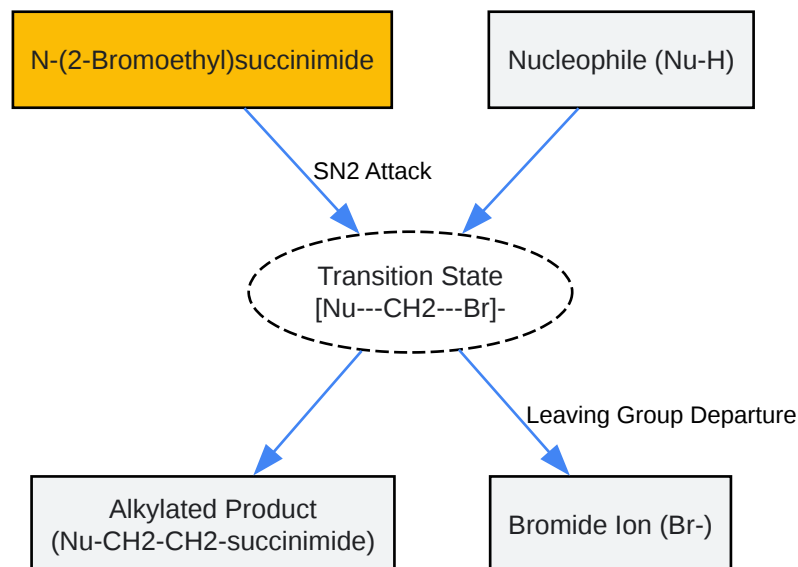 N-(2-Bromoethyl)succinimide
Nucleophile (Nu-H)
SN2 Attack
Transition State
[Nu---CH2---Br]-
Leaving Group Departure
Alkylated Product
(Nu-CH2-CH2-succinimide)
Bromide Ion (Br-)